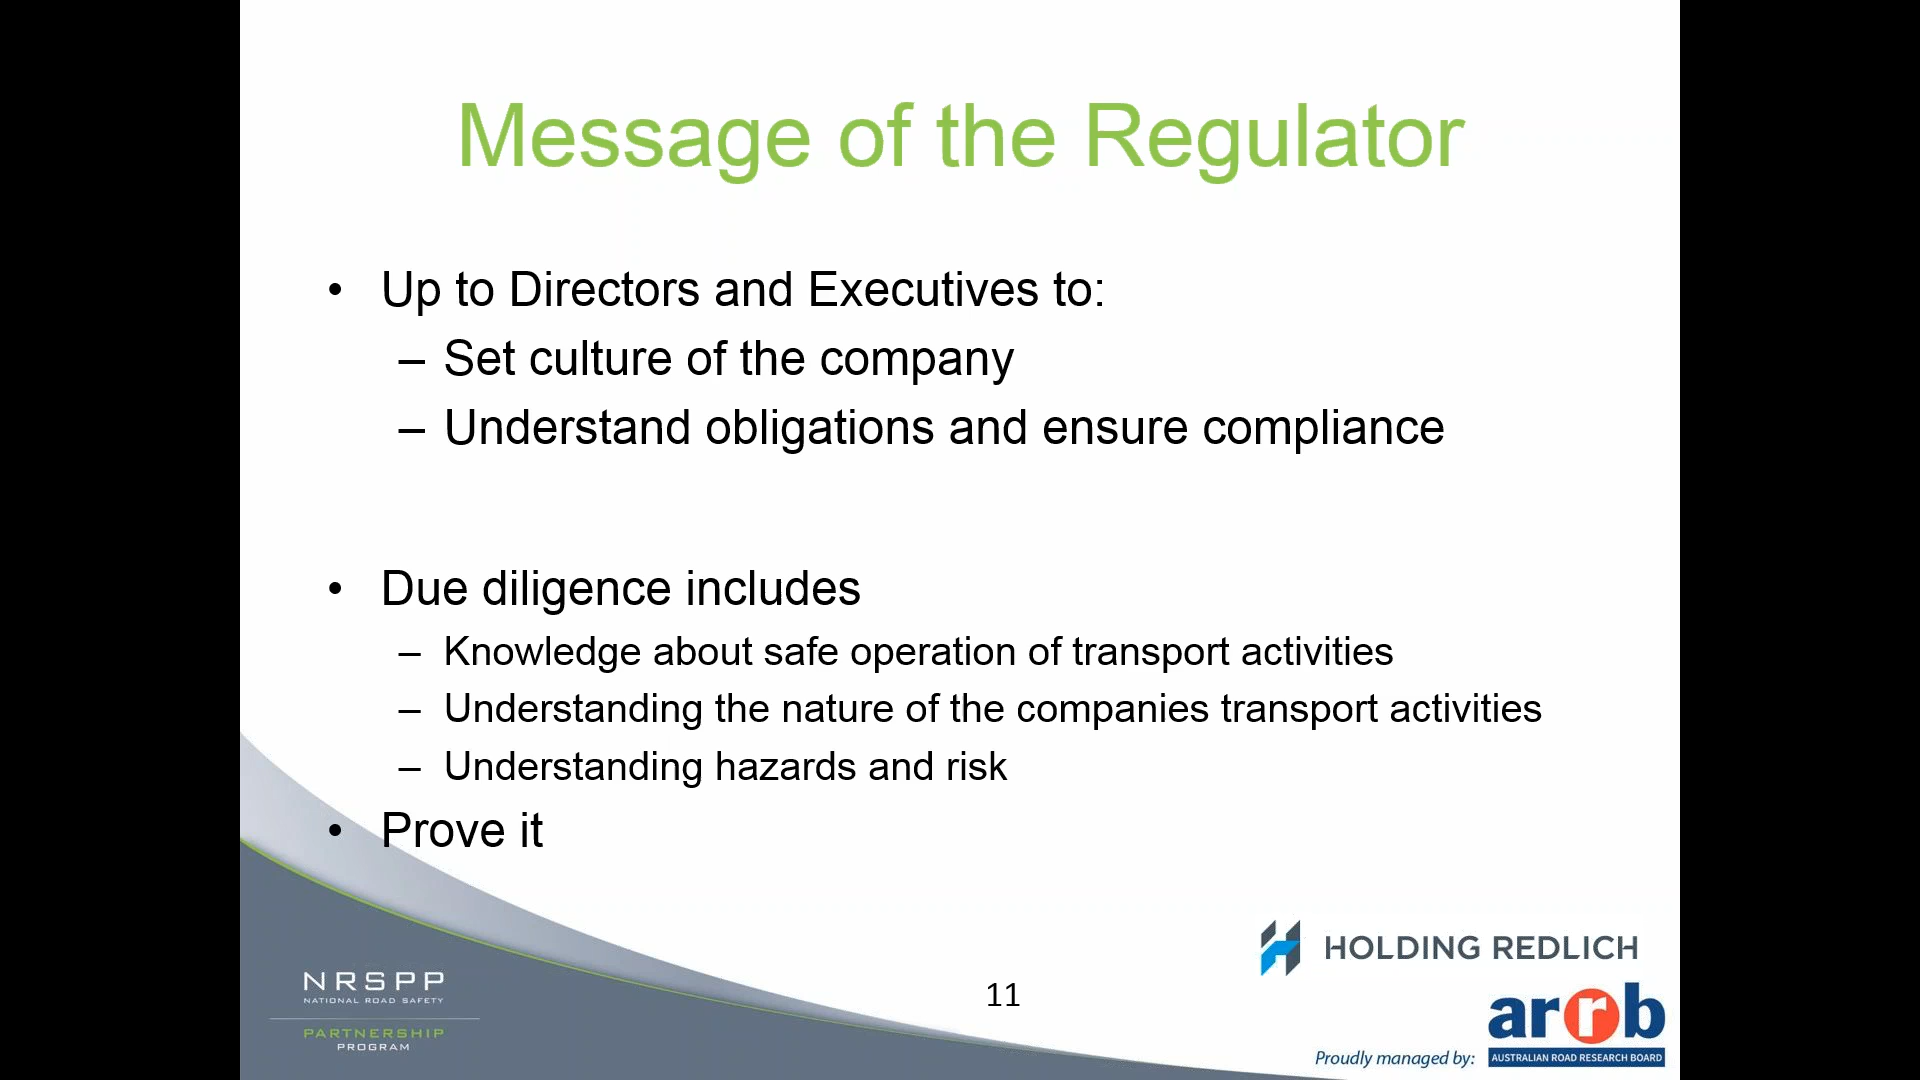 Message of the Regulator
• Up to Directors and Executives to:
– Set culture of the company
– Understand obligations and ensure compliance
• Due diligence includes
– Knowledge about safe operation of transport activities
– Understanding the nature of the companies transport activities
– Understanding hazards and risk
• Prove it
NRSPP
NATIONAL ROAD SAFETY
PARTNERSHIP
PROGRAM
11
HOLDING REDLICH
Proudly managed by:
arrb
AUSTRALIAN ROAD RESEARCH BOARD